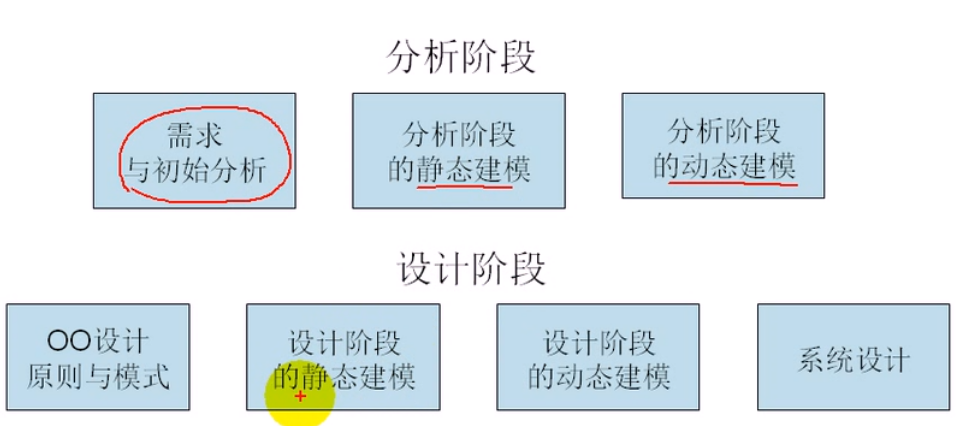 分析阶段
需求
与初始分析
分析阶段
的静态建模
分析阶段
的动态建模
设计阶段
OO设计
原则与模式
设计阶段
的静态建模
设计阶段
的动态建模
系统设计